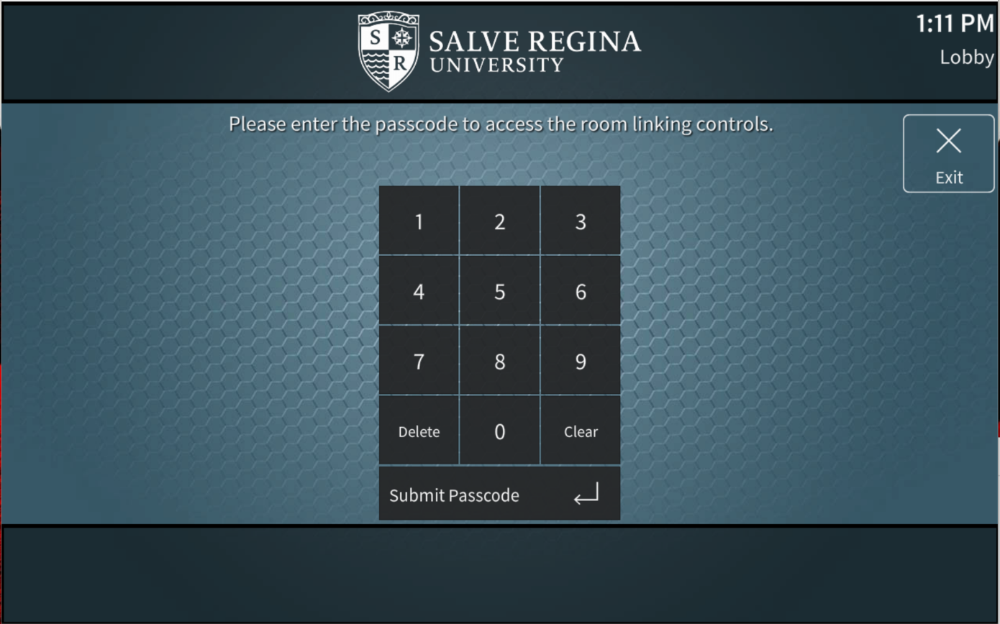 S
R
SALVE REGINA
UNIVERSITY
1:11 PM
Lobby
Please enter the passcode to access the room linking controls.
Exit
1 2 3
4 5 6
7 8 9
Delete 0 Clear
Submit Passcode